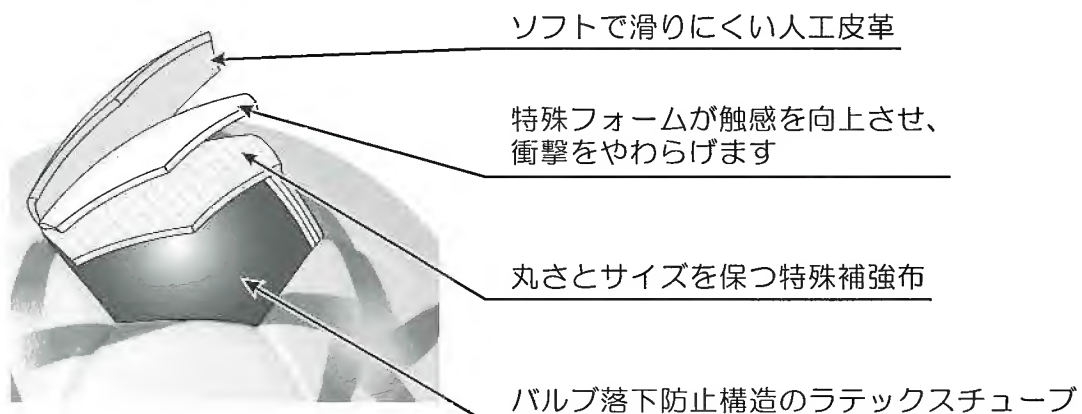 ソフトで滑りにくい人工皮革
特殊フォームが触感を向上させ、
衝撃をやわらげます
丸さとサイズを保つ特殊補強布
バルブ落下防止構造のラテックスチューブ